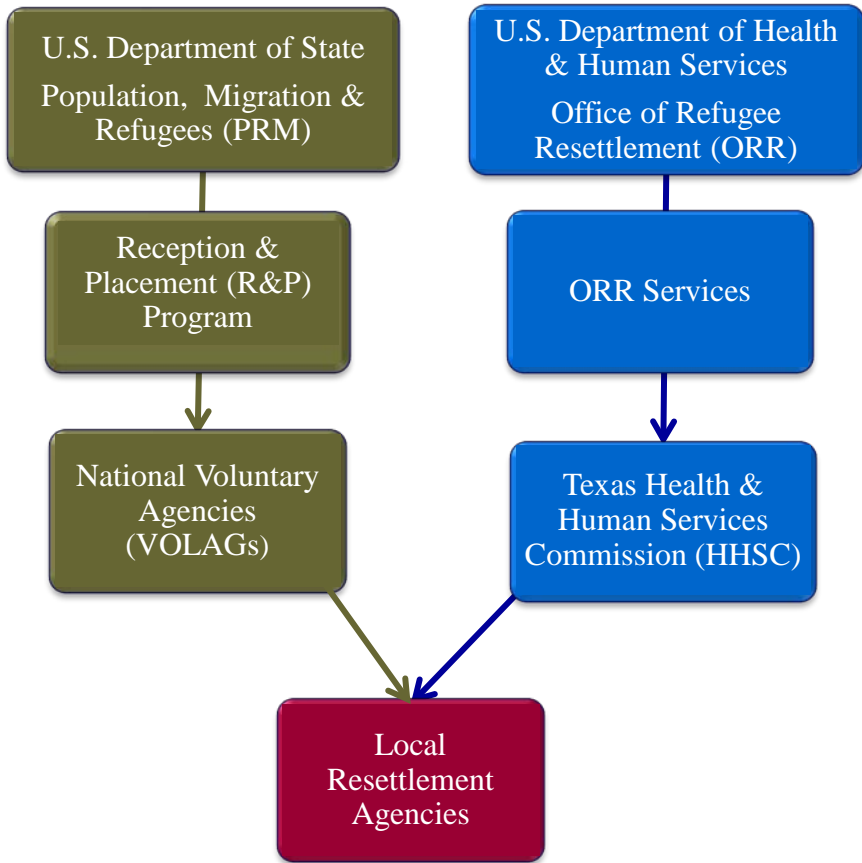 U.S. Department of State
Population, Migration &
Refugees (PRM)
U.S. Department of Health
& Human Services
Office of Refugee
Resettlement (ORR)
Reception &
Placement (R&P)
Program
ORR Services
National Voluntary
Agencies
(VOLAGs)
Texas Health &
Human Services
Commission (HHSC)
Local
Resettlement
Agencies